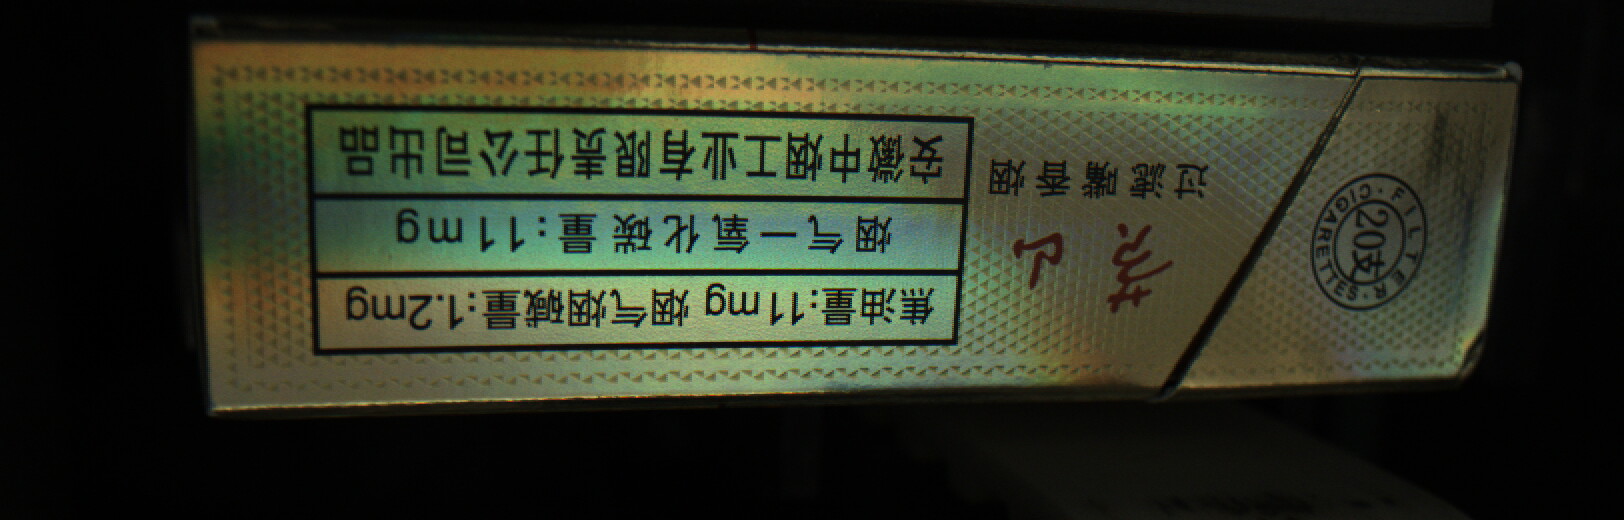 FILTER·CIGARETTES·
20支
黄山
过滤嘴香烟
焦油量:11mg 烟气烟碱量:1.2mg
烟气一氧化碳量:11mg
安徽中烟工业有限责任公司出品